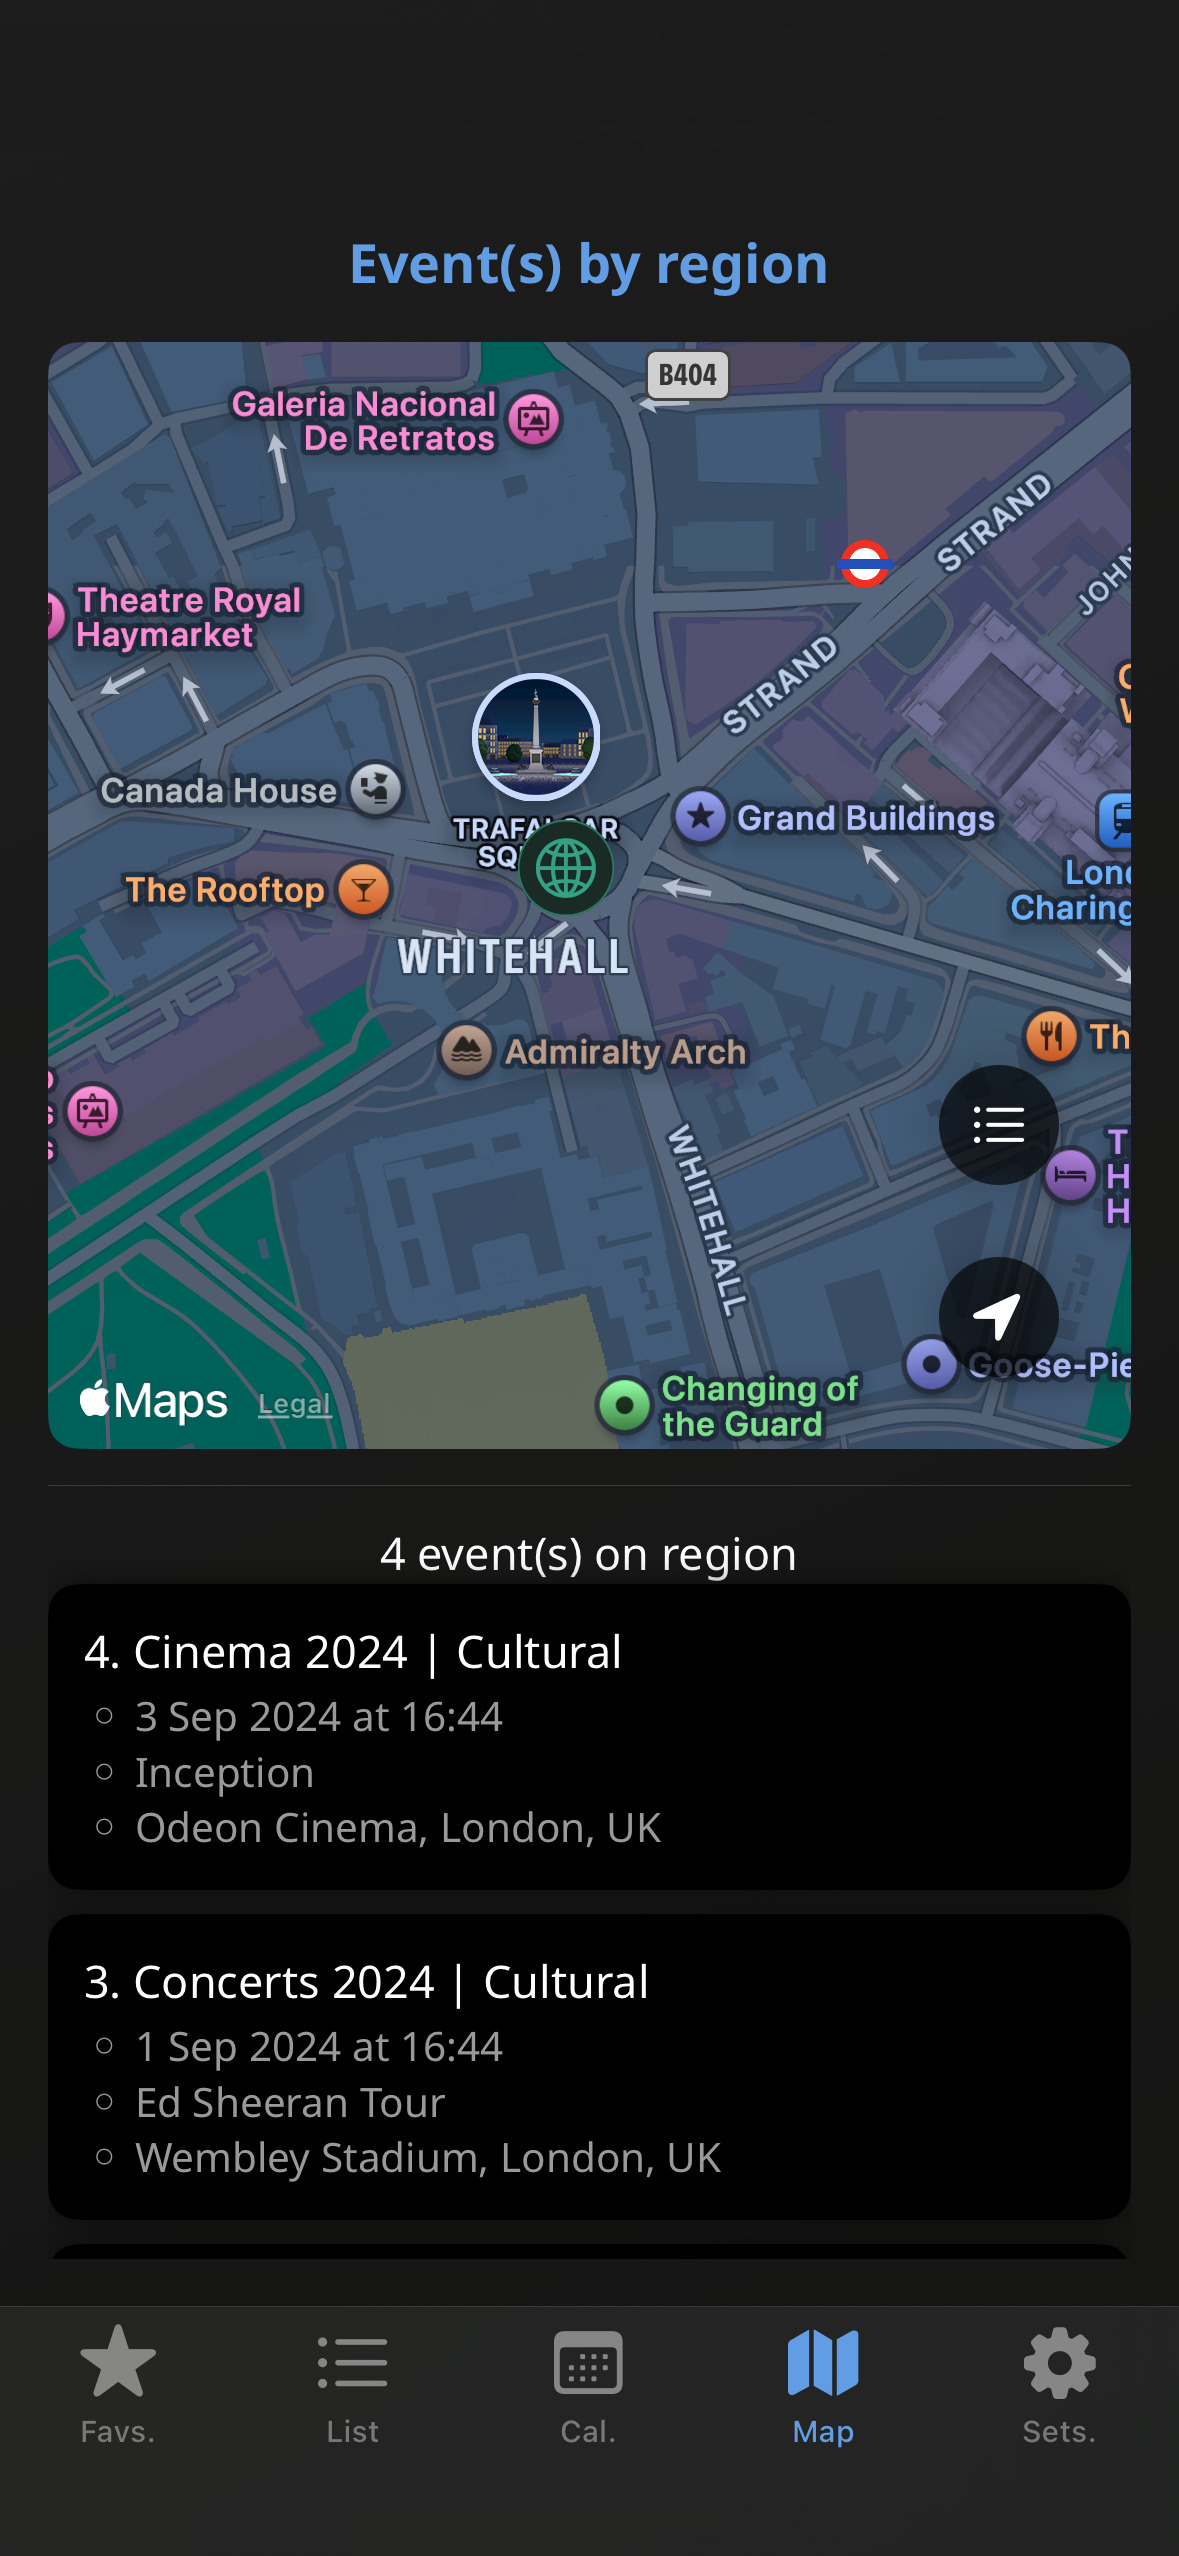 Event(s) by region
B404
Galeria Nacional
De Retratos
STRAND
JOHN
Theatre Royal
Haymarket
STRAND
Canada House
TRAFALGAR
Grand Buildings
The Rooftop
Charing
WHITEHALL
Admiralty Arch
Th
WHITEHALL
T
H
H
Goose-Pie
Changing of
the Guard
Maps
Legal
4 event(s) on region
4. Cinema 2024 | Cultural
3 Sep 2024 at 16:44
Inception
Odeon Cinema, London, UK
3. Concerts 2024 | Cultural
1 Sep 2024 at 16:44
Ed Sheeran Tour
Wembley Stadium, London, UK
Favs.
List
Cal.
Map
Sets.